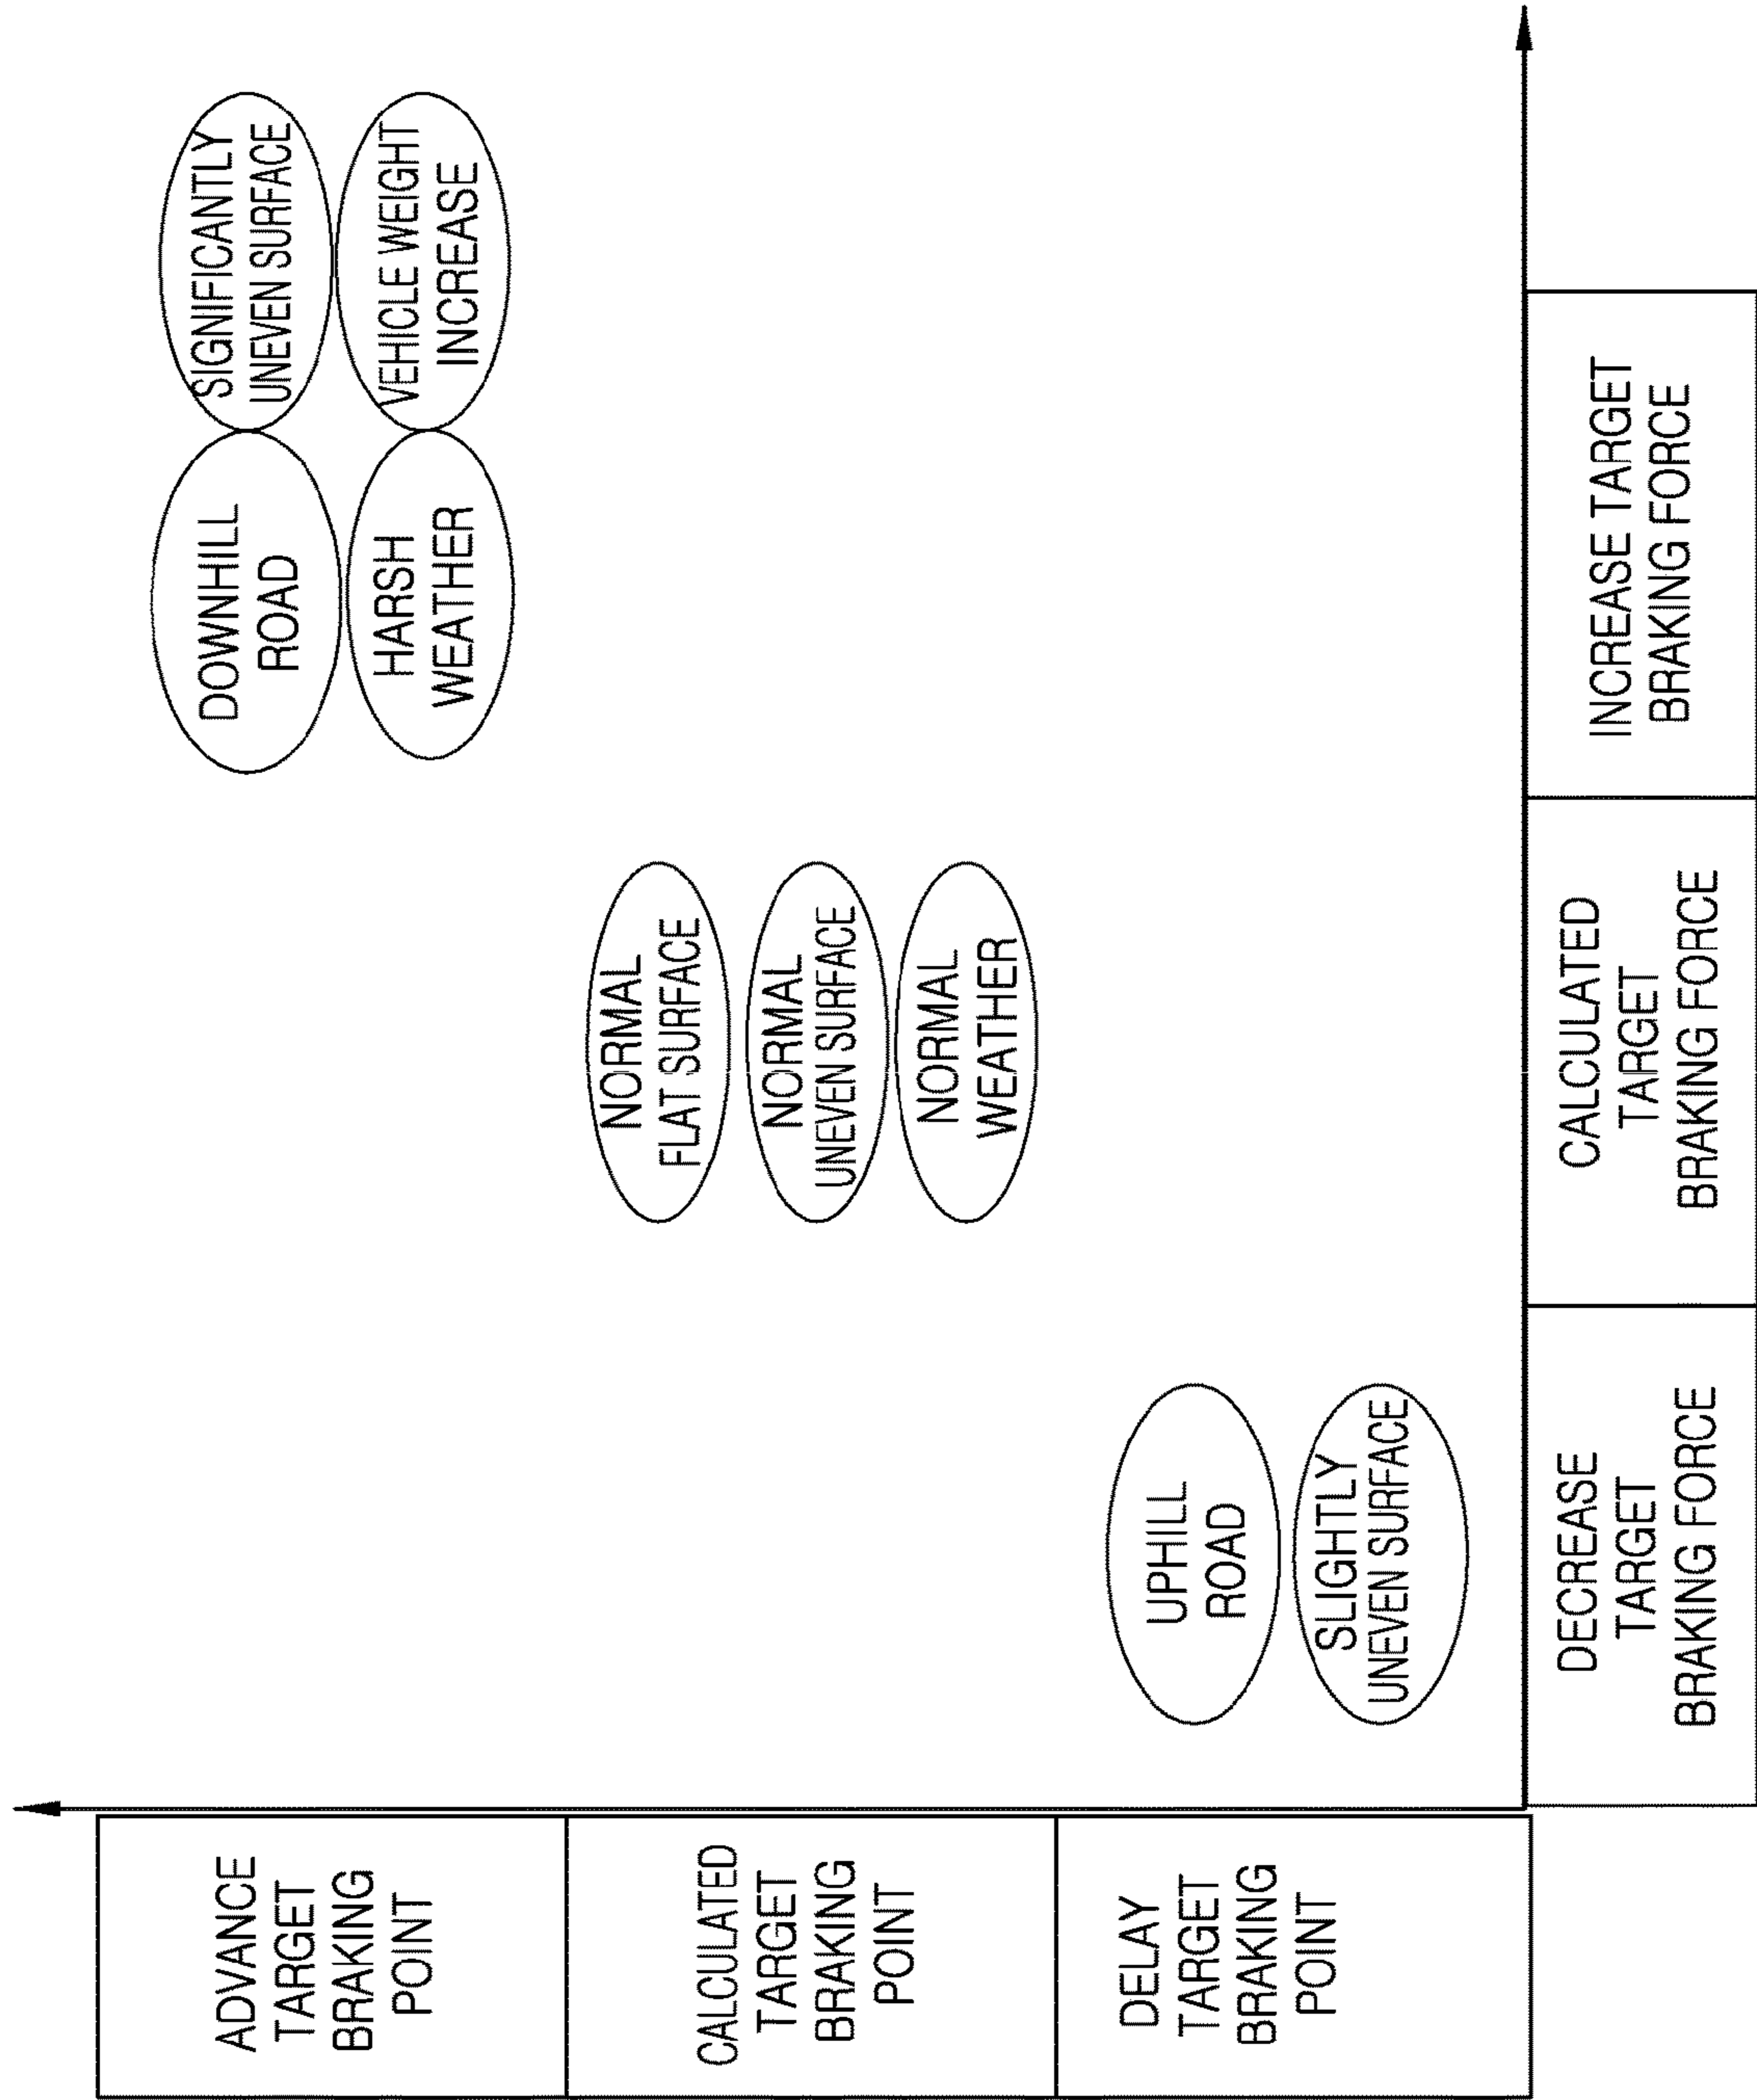 ADVANCE
TARGET
BRAKING
POINT
DOWNHILL
ROAD
SIGNIFICANTLY
UNEVEN SURFACE
HARSH
WEATHER
VEHICLE WEIGHT
INCREASE
CALCULATED
TARGET
BRAKING
POINT
NORMAL
FLAT SURFACE
NORMAL
UNEVEN SURFACE
NORMAL
WEATHER
DELAY
TARGET
BRAKING
POINT
UPHILL
ROAD
SLIGHTLY
UNEVEN SURFACE
DECREASE
TARGET
BRAKING FORCE
CALCULATED
TARGET
BRAKING FORCE
INCREASE TARGET
BRAKING FORCE